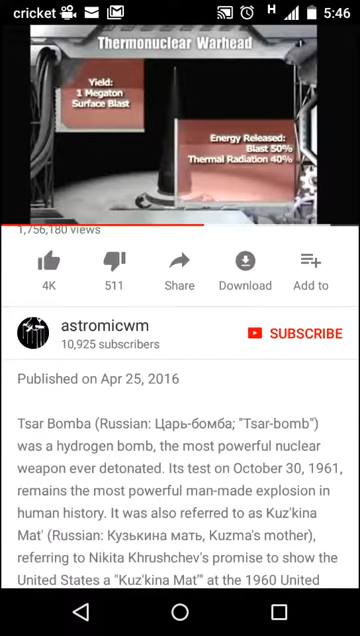 cricket
H
5:46
Thermonuclear Warhead
Yield:
1 Megaton
Surface Blast
Energy Released:
Blast 50%
Thermal Radiation 40%
1,756,180 views
4K
511
Share
Download
Add to
astromicwm
10,925 subscribers
SUBSCRIBE
Published on Apr 25, 2016
Tsar Bomba (Russian: Царь-бомба; "Tsar-bomb")
was a hydrogen bomb, the most powerful nuclear
weapon ever detonated. Its test on October 30, 1961,
remains the most powerful man-made explosion in
human history. It was also referred to as Kuz'kina
Mat' (Russian: Кузькина мать, Kuzma's mother),
referring to Nikita Khrushchev's promise to show the
United States a "Kuz'kina Mat'" at the 1960 United